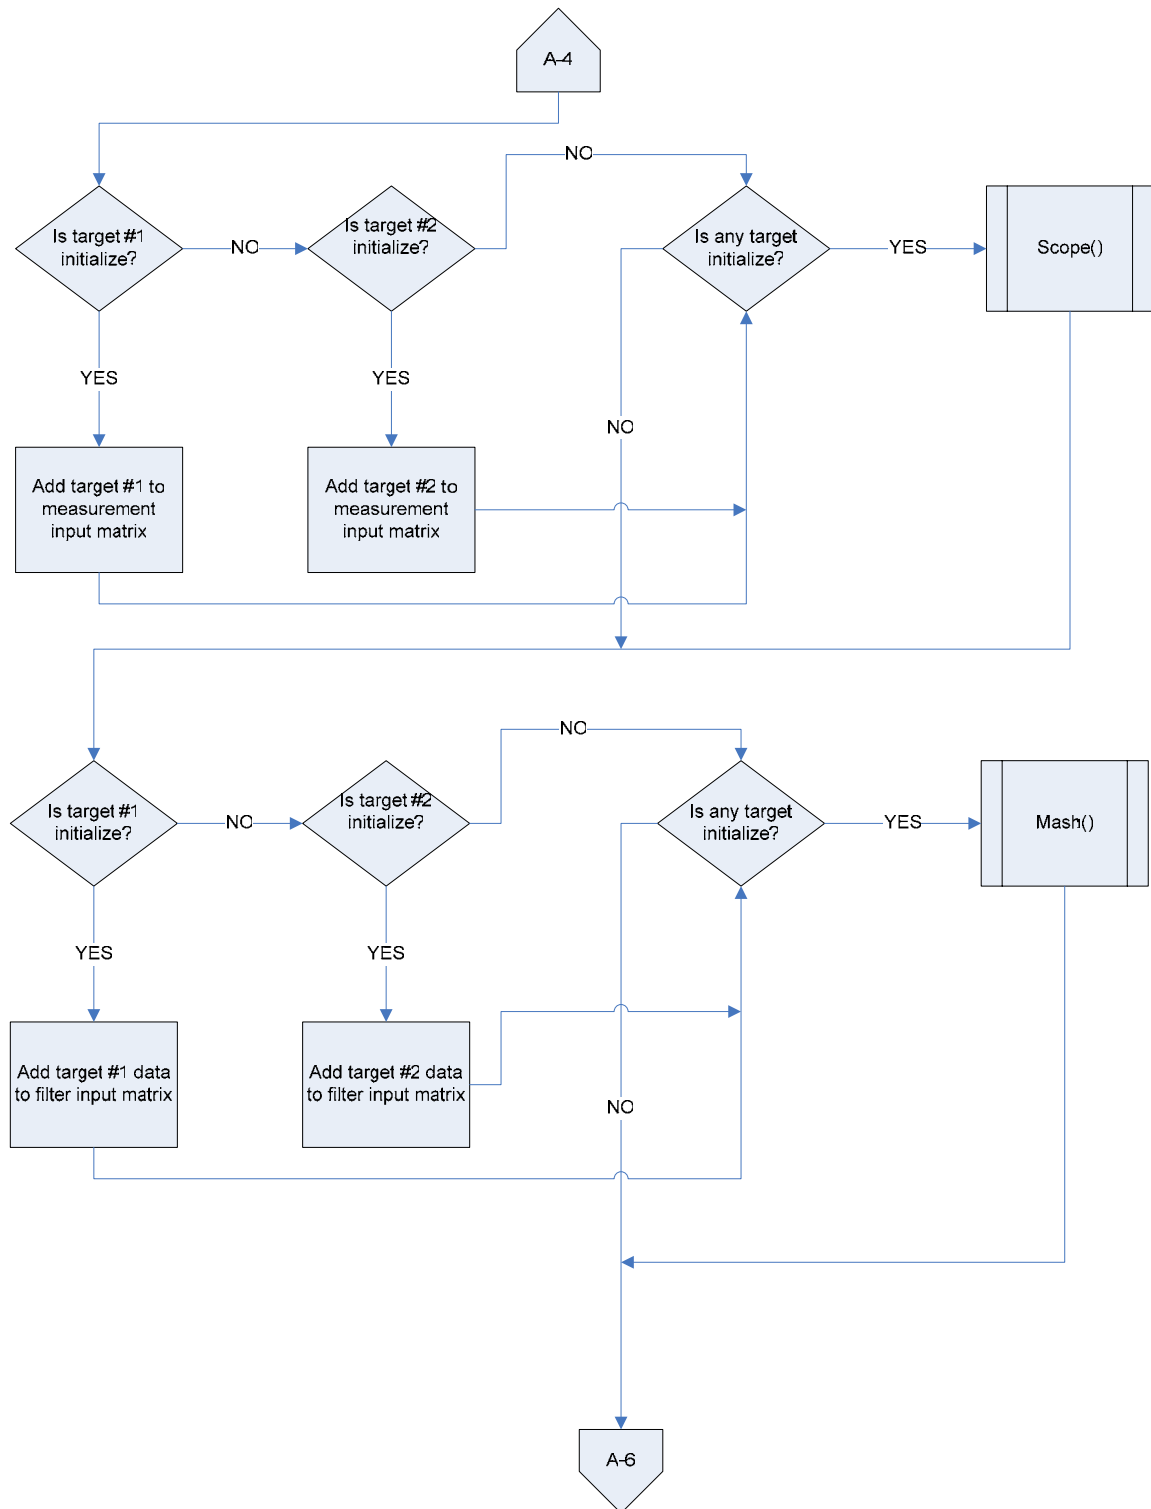 A-4
NO
Is target #1
initialize?
NO
Is target #2
initialize?
Is any target
initialize?
YES
Scope()
YES
YES
NO
Add target #1 to
measurement
input matrix
Add target #2 to
measurement
input matrix
NO
Is target #1
initialize?
NO
Is target #2
initialize?
Is any target
initialize?
YES
Mash()
YES
YES
Add target #1 data
to filter input matrix
Add target #2 data
to filter input matrix
NO
A-6